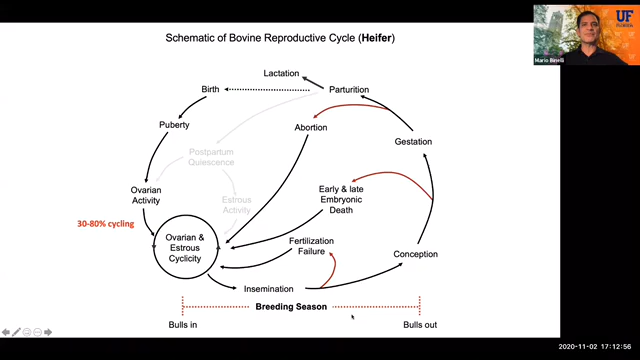 Schematic of Bovine Reproductive Cycle (Heifer)
Lactation
Birth
Parturition
Puberty
Abortion
Gestation
Postpartum
Quiescence
Ovarian
Activity
Estrous
Activity
Early & late
Embryonic
Death
30-80% cycling
Ovarian &
Estrous
Cyclicity
Fertilization
Failure
Conception
Insemination
Breeding Season
Bulls in
Bulls out
UF
Mario Binelli
2020-11-02 17:12:56